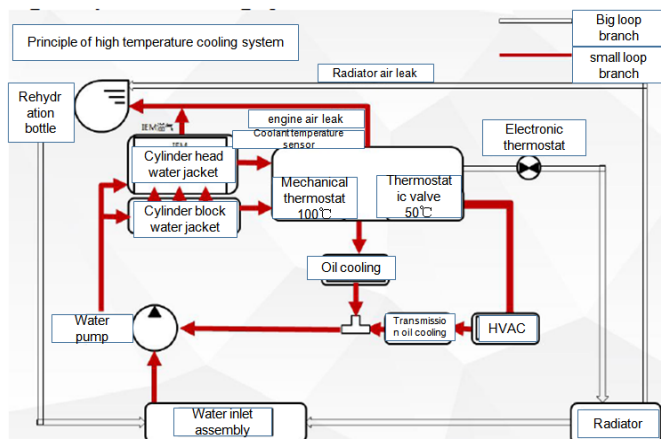 Principle of high temperature cooling system
Big loop
branch
small loop
branch
Radiator air leak
Rehydr
ation
bottle
engine air leak
Coolant temperature
sensor
Electronic
thermostat
Cylinder head
water jacket
Mechanical
thermostat
100℃
Thermostat
ic valve
50℃
Cylinder block
water jacket
Oil cooling
Water
pump
Transmissio
n oil cooling
HVAC
Water inlet
assembly
Radiator